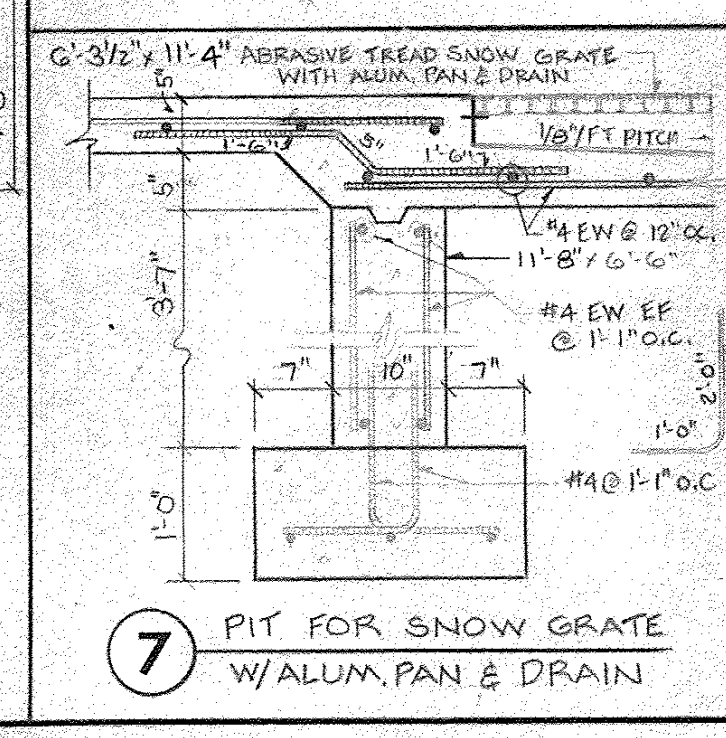 6'-3½" x 11'-4" ABRASIVE TREAD SNOW GRATE
WITH ALUM. PAN & DRAIN
5"
1/8"/FT PITCH
1'-6"
5"
1'-6"
5"
#4 EW @ 12" O.C.
11'-8" x 6'-6"
3'-7"
#4 EW EF
@ 1'-1" O.C.
7"
10"
7"
2'-0"
1'-0"
#4 @ 1'-1" O.C
1'-0"
7
PIT FOR SNOW GRATE
W/ ALUM. PAN & DRAIN